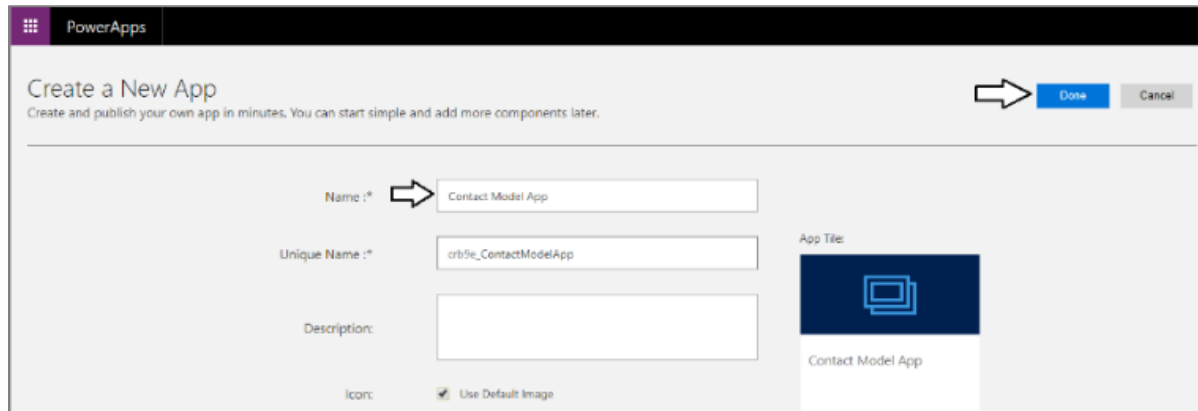 PowerApps
Create a New App
Create and publish your own app in minutes. You can start simple and add more components later.
Done
Cancel
Name :*
Contact Model App
Unique Name :*
crb9e_ContactModelApp
App Tile:
Description:
Contact Model App
Icon:
Use Default Image